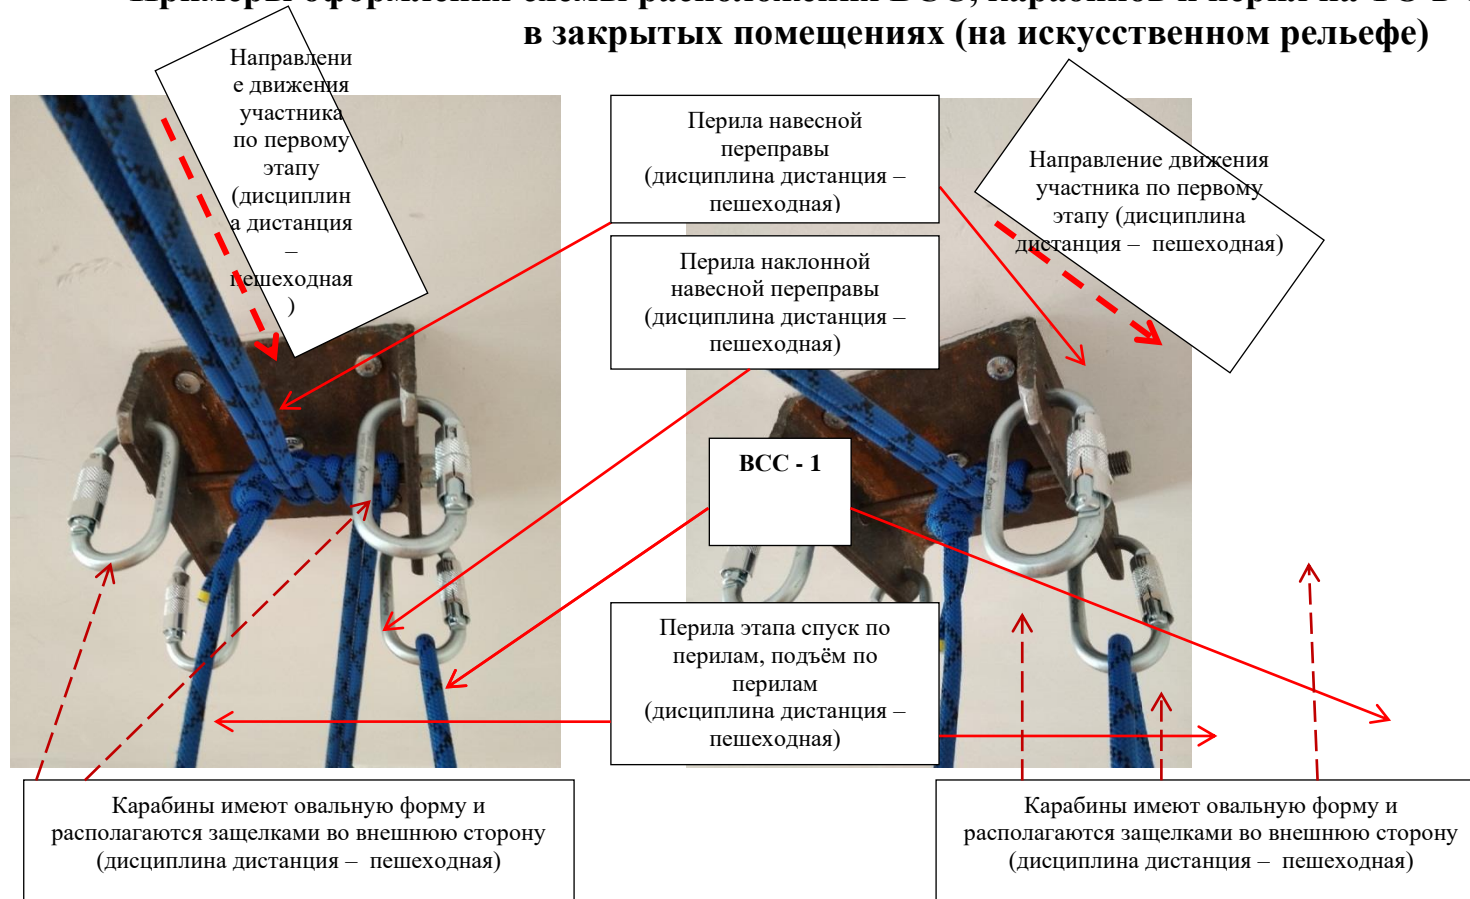 в закрытых помещениях (на искусственном рельефе)
Направлени
е движения
участника
по первому
этапу
(дисциплин
а дистанция
–
пешеходная
)
Перила навесной
переправы
(дисциплина дистанция –
пешеходная)
Направление движения
участника по первому
этапу (дисциплина
дистанция – пешеходная)
Перила наклонной
навесной переправы
(дисциплина дистанция –
пешеходная)
ВСС - 1
Перила этапа спуск по
перилам, подъём по
перилам
(дисциплина дистанция –
пешеходная)
Карабины имеют овальную форму и
располагаются защелками во внешнюю сторону
(дисциплина дистанция – пешеходная)
Карабины имеют овальную форму и
располагаются защелками во внешнюю сторону
(дисциплина дистанция – пешеходная)